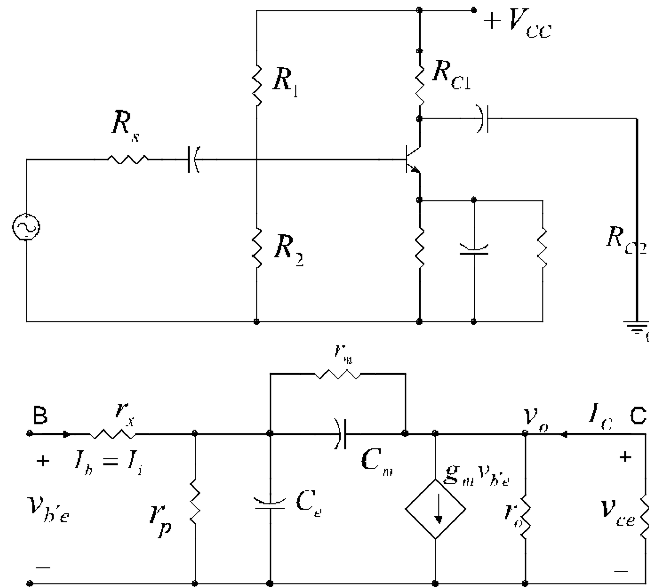 + V_CC
R_1
R_C1
R_s
R_2
R_C2
r_m
B
r_x
v_o
I_C
C
+
I_b = I_i
C_m
g_m v_b'e
+
v_b'e
r_p
C_e
r_o
v_ce
−
−